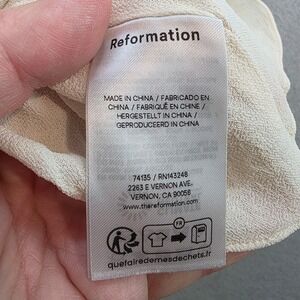 Reformation
MADE IN CHINA / FABRICADO EN
CHINA / FABRIQUÉ EN CHINE /
HERGESTELLT IN CHINA /
GEPRODUCEERD IN CHINA
74135 / RN143248
2263 E VERNON AVE.
VERNON, CA 90058
www.thereformation.com
FR
quefairedemesdechets.fr